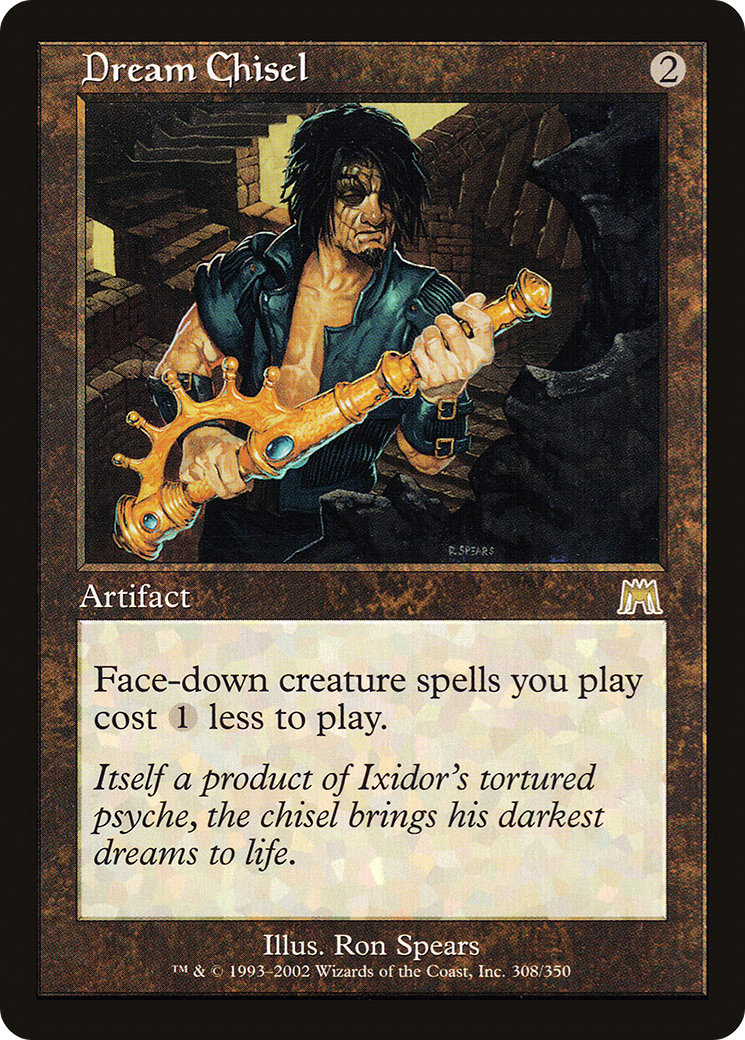 Dream Chisel
2
R. SPEARS
Artifact
Face-down creature spells you play
cost 1 less to play.
Itself a product of Ixidor's tortured
psyche, the chisel brings his darkest
dreams to life.
Illus. Ron Spears
™ & © 1993–2002 Wizards of the Coast, Inc. 308/350